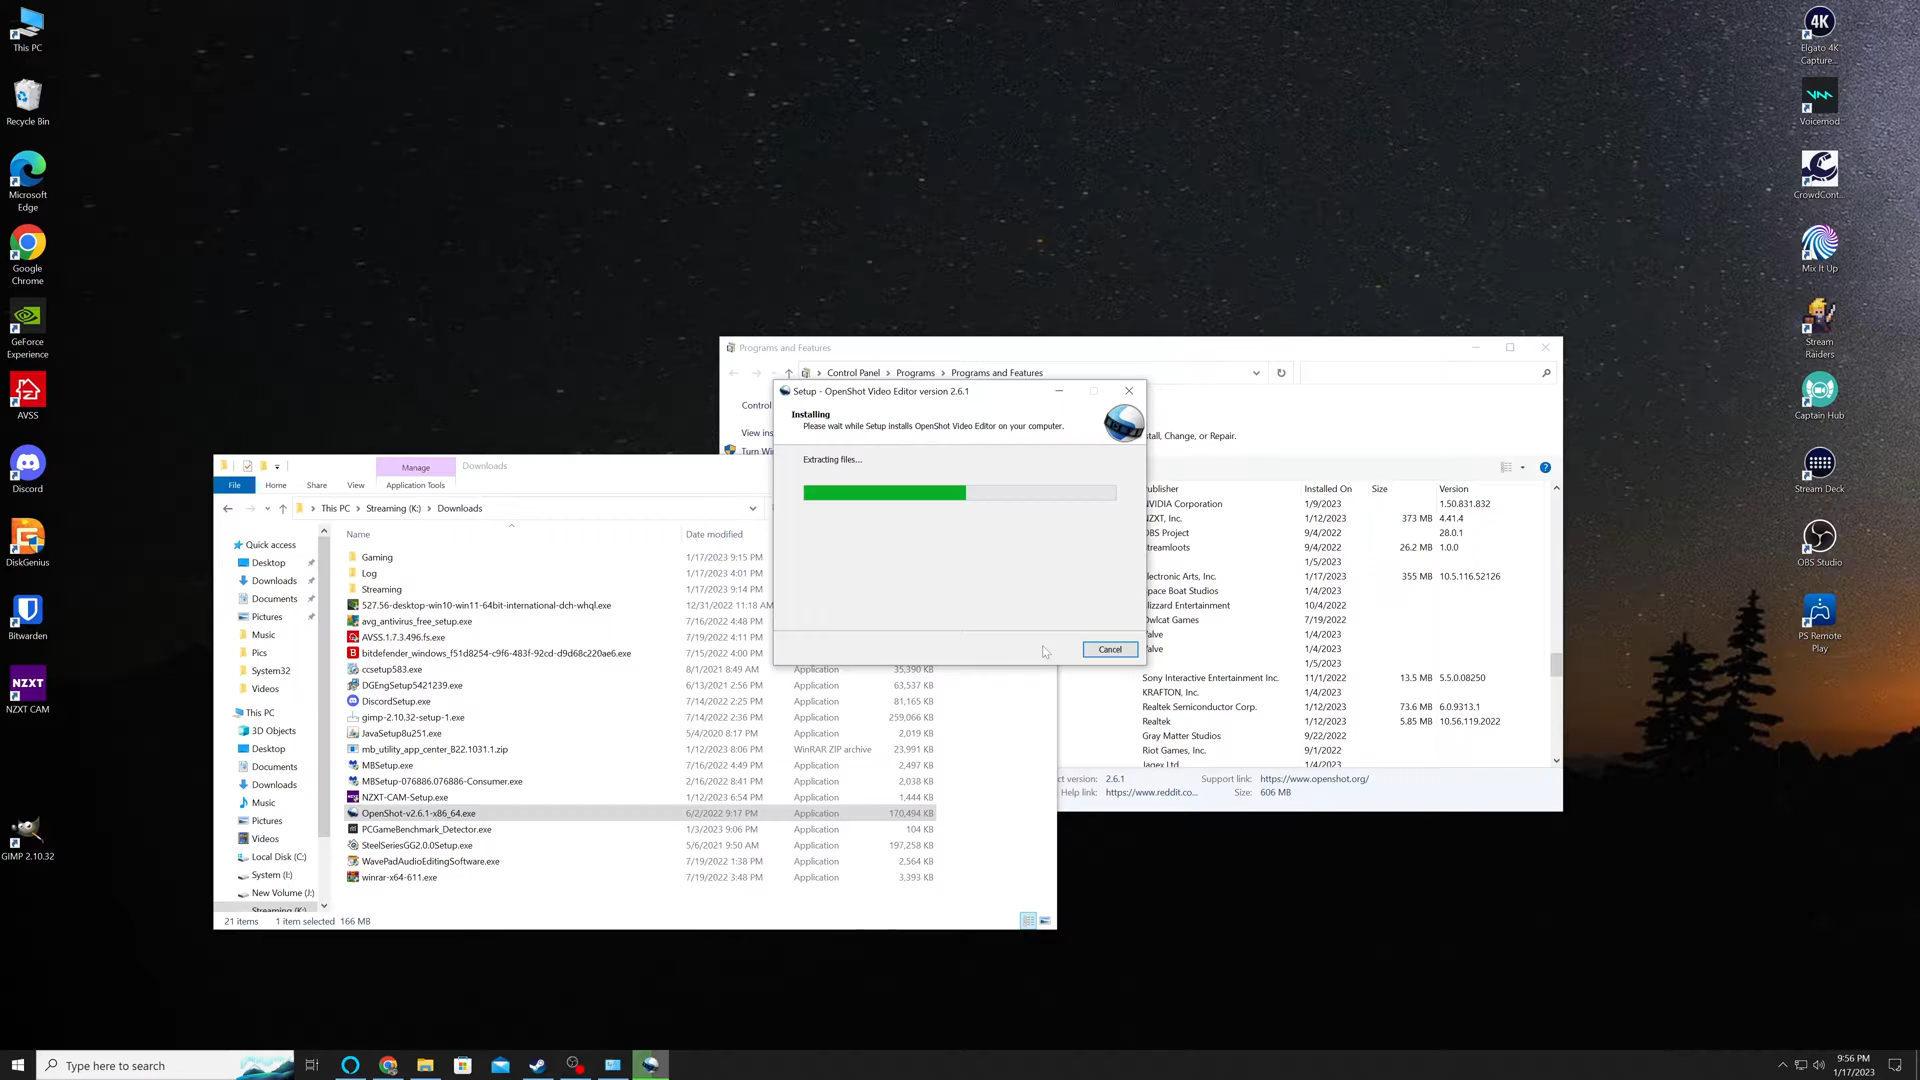 This PC
Recycle Bin
Microsoft
Edge
Google
Chrome
GeForce
Experience
AVSS
Discord
DiskGenius
Bitwarden
NZXT
NZXT CAM
GIMP 2.10.32
4K
Elgato 4K
Capture...
Voicemod
CrowdCont...
Mix It Up
Stream
Raiders
Captain Hub
Stream Deck
OBS Studio
PS Remote
Play
Programs and Features
Control Panel > Programs > Programs and Features
Control
View ins
Turn Wi
stall, Change, or Repair.
Installed On Size Version
NVIDIA Corporation 1/9/2023 1.50.831.832
NZXT, Inc. 1/12/2023 373 MB 4.41.4
OBS Project 9/4/2022 28.0.1
treamloots 9/4/2022 26.2 MB 1.0.0
1/5/2023
lectronic Arts, Inc. 1/17/2023 355 MB 10.5.116.52126
pace Boat Studios 1/4/2023
lizzard Entertainment 10/4/2022
wlcat Games 7/19/2022
alve 1/4/2023
alve 1/4/2023
1/5/2023
Sony Interactive Entertainment Inc. 11/1/2022 13.5 MB 5.5.0.08250
KRAFTON, Inc. 1/4/2023
Realtek Semiconductor Corp. 1/12/2023 73.6 MB 6.0.9313.1
Realtek 1/12/2023 5.85 MB 10.56.119.2022
Gray Matter Studios 9/22/2022
Riot Games, Inc. 9/1/2022
Jagex Ltd 1/4/2023
ct version: 2.6.1 Support link: https://www.openshot.org/
Help link: https://www.reddit.co... Size: 606 MB
Setup - OpenShot Video Editor version 2.6.1
Installing
Please wait while Setup installs OpenShot Video Editor on your computer.
Extracting files...
Cancel
Manage Downloads
File Home Share View Application Tools
This PC > Streaming (K:) > Downloads
Quick access
Desktop
Downloads
Documents
Pictures
Music
Pics
System32
Videos
This PC
3D Objects
Desktop
Documents
Downloads
Music
Pictures
Videos
Local Disk (C:)
System (I:)
New Volume (J:)
Streaming (K:)
Name Date modified
Gaming 1/17/2023 9:15 PM
Log 1/17/2023 4:01 PM
Streaming 1/17/2023 9:14 PM
527.56-desktop-win10-win11-64bit-international-dch-whql.exe 12/31/2022 11:18 AM
avg_antivirus_free_setup.exe 7/16/2022 4:48 PM
AVSS.1.7.3.496.fs.exe 7/19/2022 4:11 PM
bitdefender_windows_f51d8254-c9f6-483f-92cd-d9d68c220ae6.exe 7/15/2022 4:00 PM
ccsetup583.exe 8/1/2021 8:49 AM Application 35,390 KB
DGEngSetup5421239.exe 6/13/2021 2:56 PM Application 63,537 KB
DiscordSetup.exe 7/14/2022 2:25 PM Application 81,165 KB
gimp-2.10.32-setup-1.exe 7/14/2022 2:36 PM Application 259,066 KB
JavaSetup8u251.exe 5/4/2020 8:17 PM Application 2,019 KB
mb_utility_app_center_B22.1031.1.zip 1/12/2023 8:06 PM WinRAR ZIP archive 23,991 KB
MBSetup.exe 7/16/2022 4:49 PM Application 2,497 KB
MBSetup-076886.076886-Consumer.exe 2/16/2022 8:41 PM Application 2,038 KB
NZXT-CAM-Setup.exe 1/12/2023 6:54 PM Application 1,444 KB
OpenShot-v2.6.1-x86_64.exe 6/2/2022 9:17 PM Application 170,494 KB
PCGameBenchmark_Detector.exe 1/3/2023 9:06 PM Application 104 KB
SteelSeriesGG2.0.0Setup.exe 5/6/2021 9:50 AM Application 197,258 KB
WavePadAudioEditingSoftware.exe 7/19/2022 1:38 PM Application 2,564 KB
winrar-x64-611.exe 7/19/2022 3:48 PM Application 3,393 KB
21 items 1 item selected 166 MB
Type here to search
9:56 PM
1/17/2023